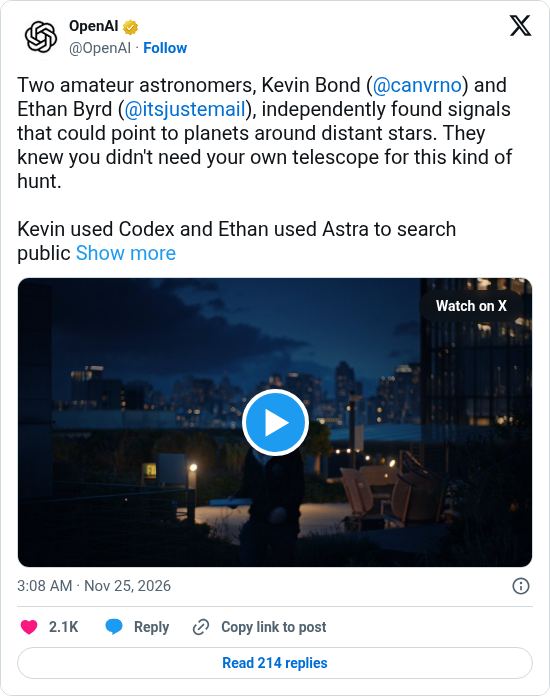 OpenAI
@OpenAI · Follow
Two amateur astronomers, Kevin Bond (@canvrno) and
Ethan Byrd (@itsjustemail), independently found signals
that could point to planets around distant stars. They
knew you didn't need your own telescope for this kind of
hunt.
Kevin used Codex and Ethan used Astra to search
public Show more
Watch on X
3:08 AM · Nov 25, 2026
2.1K Reply Copy link to post
Read 214 replies